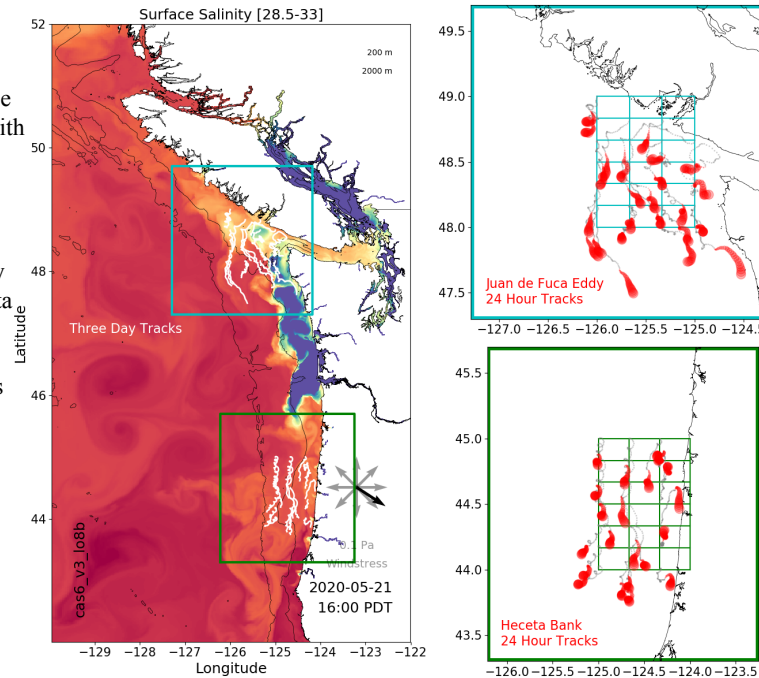 Surface Salinity [28.5-33]
52
50
48
46
44
Latitude
200 m
2000 m
Three Day Tracks
0.1 Pa
Windstress
2020-05-21
16:00 PDT
cas6_v3_lo8b
−129 −128 −127 −126 −125 −124 −123 −122
Longitude
e
ith
y
ta
s
49.5
49.0
48.5
48.0
47.5
Juan de Fuca Eddy
24 Hour Tracks
−127.0 −126.5 −126.0 −125.5 −125.0 −124.5
45.5
45.0
44.5
44.0
43.5
Heceta Bank
24 Hour Tracks
−126.0 −125.5 −125.0 −124.5 −124.0 −123.5